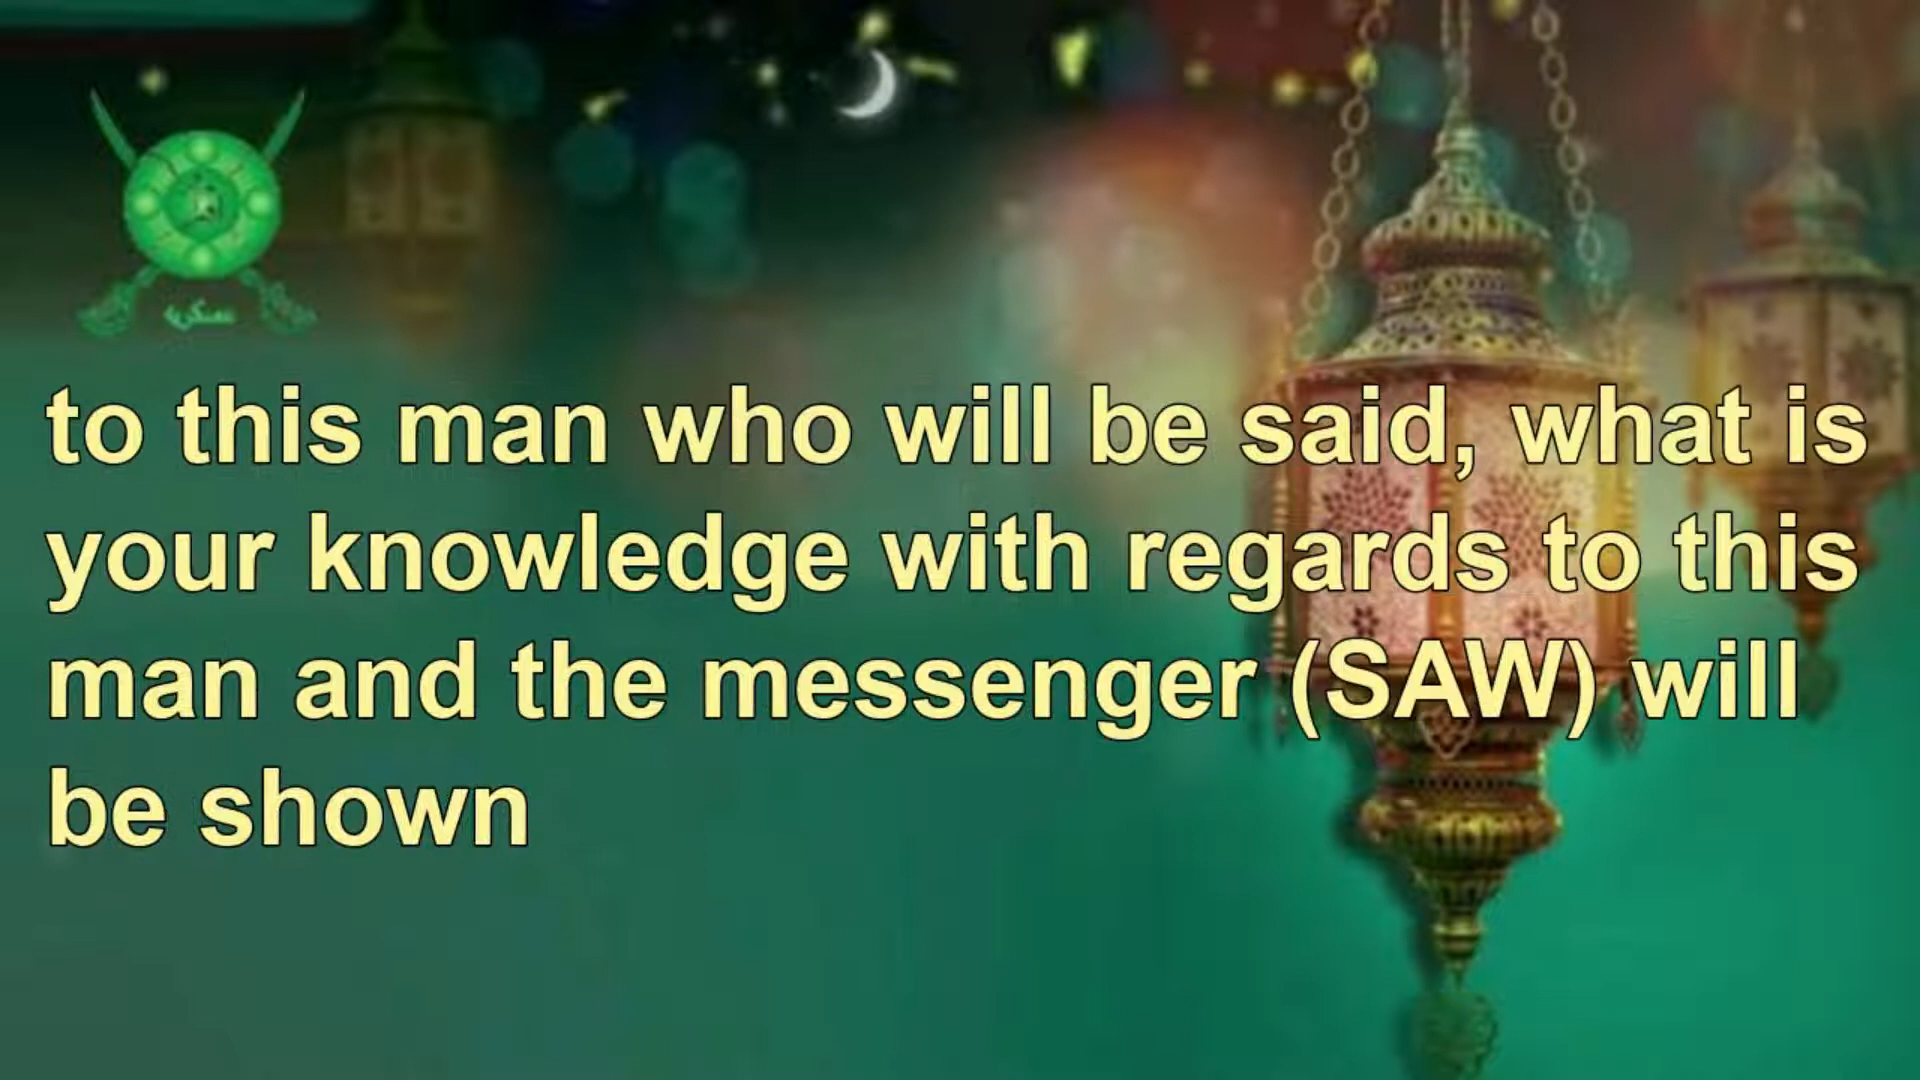 عسكريه
to this man who will be said, what is
your knowledge with regards to this
man and the messenger (SAW) will
be shown